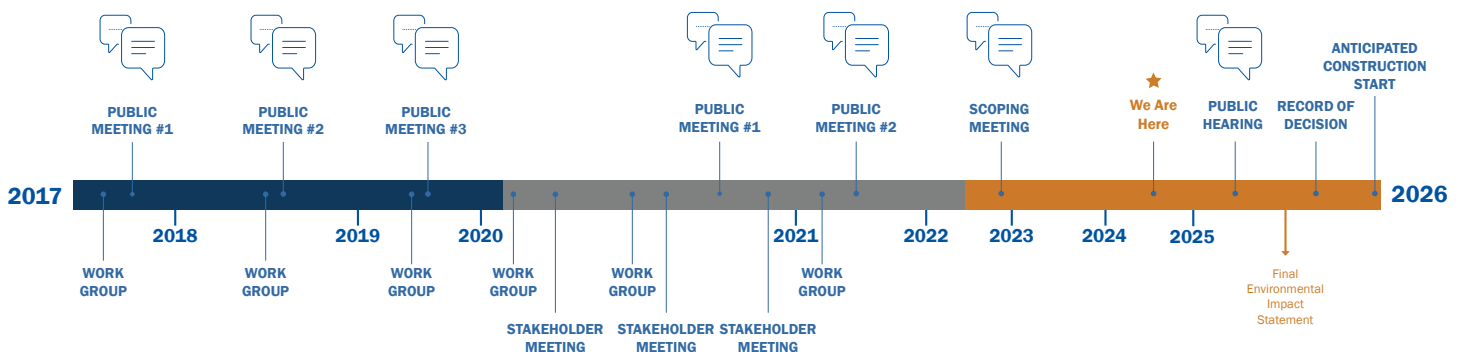 PUBLIC
MEETING #1
PUBLIC
MEETING #2
PUBLIC
MEETING #3
PUBLIC
MEETING #1
PUBLIC
MEETING #2
SCOPING
MEETING
We Are
Here
PUBLIC
HEARING
RECORD OF
DECISION
ANTICIPATED
CONSTRUCTION
START
2017
2026
2018
2019
2020
2021
2022
2023
2024
2025
WORK
GROUP
WORK
GROUP
WORK
GROUP
WORK
GROUP
WORK
GROUP
WORK
GROUP
STAKEHOLDER
MEETING
STAKEHOLDER
MEETING
STAKEHOLDER
MEETING
Final
Environmental
Impact
Statement